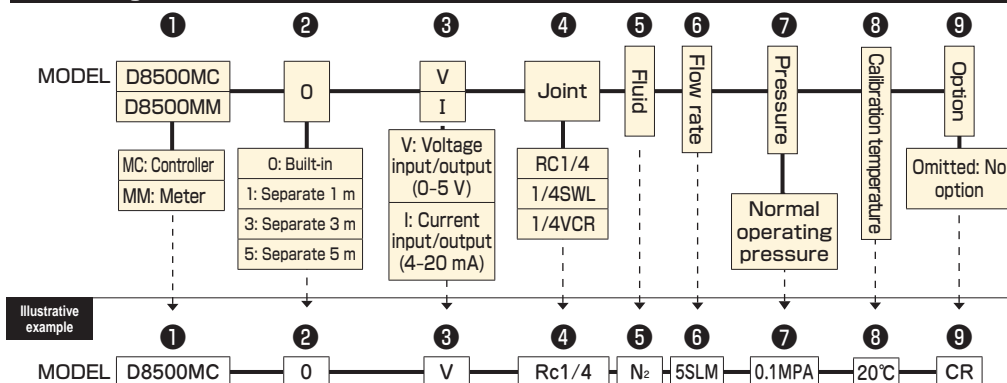 ❶ ❷ ❸ ❹ ❺ ❻ ❼ ❽ ❾
MODEL
D8500MC
D8500MM
0
V
I
Joint
Fluid
Flow rate
Pressure
Calibration temperature
Option
MC: Controller
MM: Meter
0: Built-in
1: Separate 1 m
3: Separate 3 m
5: Separate 5 m
V: Voltage
input/output
(0-5 V)
I: Current
input/output
(4-20 mA)
RC1/4
1/4SWL
1/4VCR
Normal
operating
pressure
Omitted: No
option
Illustrative
example
❶ ❷ ❸ ❹ ❺ ❻ ❼ ❽ ❾
MODEL D8500MC 0 V Rc1/4 N₂ 5SLM 0.1MPA 20℃ CR